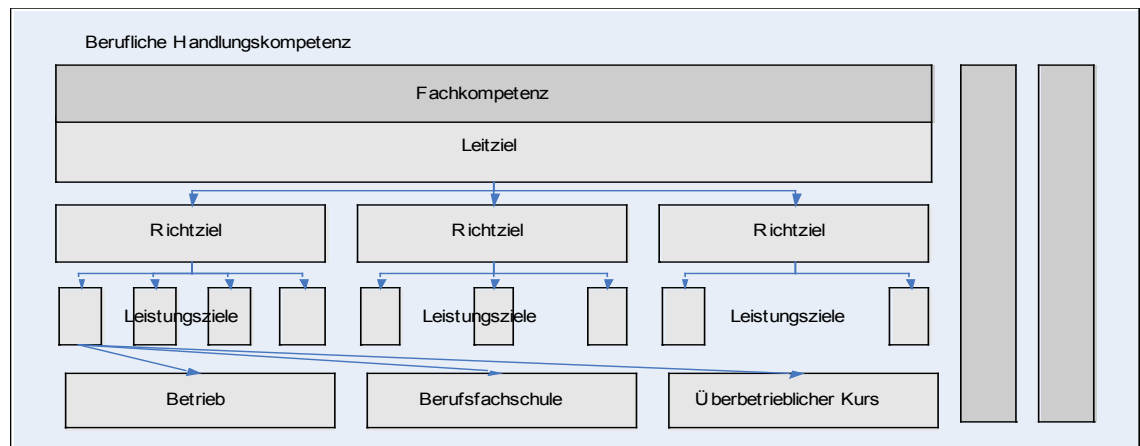 Berufliche Handlungskompetenz
Fachkompetenz
Leitziel
Richtziel Richtziel Richtziel
Leistungsziele Leistungsziele Leistungsziele
Betrieb Berufsfachschule Überbetrieblicher Kurs